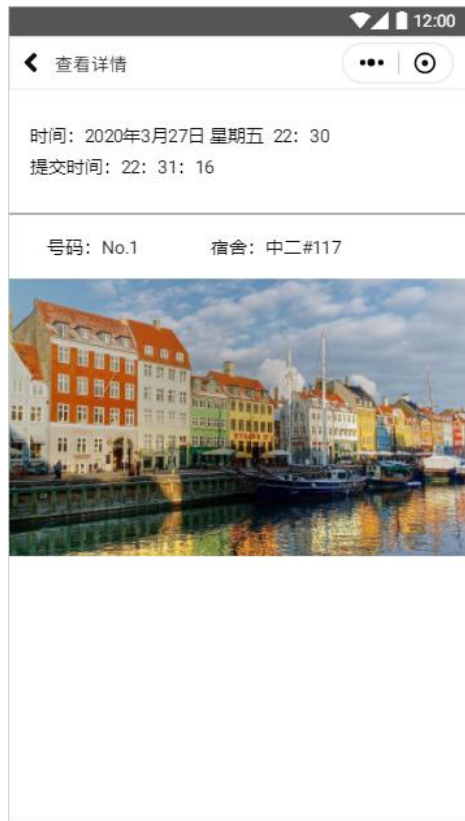 12:00
查看详情
时间：2020年3月27日 星期五 22：30
提交时间：22：31：16
号码：No.1 宿舍：中二#117